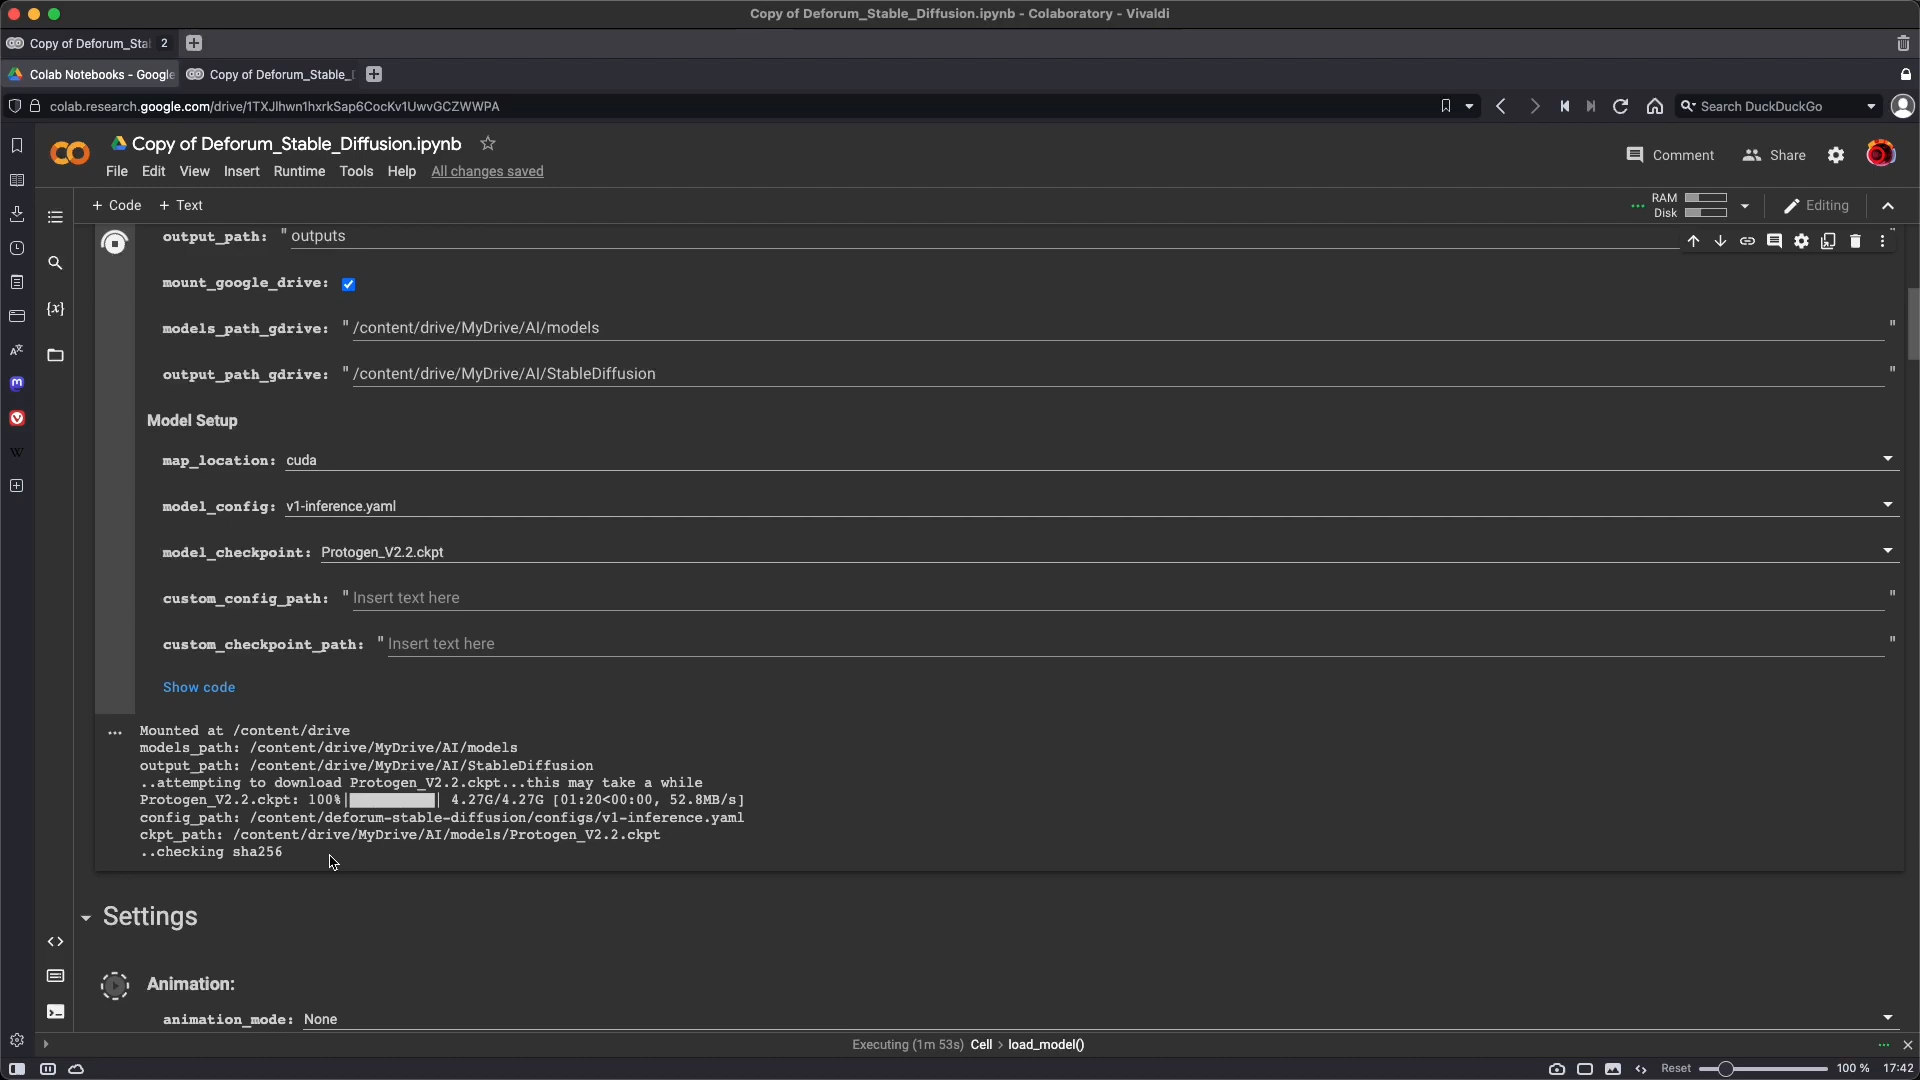 Copy of Deforum_Stable_Diffusion.ipynb - Colaboratory - Vivaldi
Copy of Deforum_Sta 2
Colab Notebooks - Google
Copy of Deforum_Stable_
colab.research.google.com/drive/1TXJlhwn1hxrkSap6CocKv1UwvGCZWWPA
Search DuckDuckGo
Copy of Deforum_Stable_Diffusion.ipynb
Comment
Share
File Edit View Insert Runtime Tools Help All changes saved
+ Code + Text
RAM
Disk
Editing
output_path: " outputs "
mount_google_drive:
models_path_gdrive: " /content/drive/MyDrive/AI/models "
output_path_gdrive: " /content/drive/MyDrive/AI/StableDiffusion "
Model Setup
map_location: cuda
model_config: v1-inference.yaml
model_checkpoint: Protogen_V2.2.ckpt
custom_config_path: " Insert text here "
custom_checkpoint_path: " Insert text here "
Show code
... Mounted at /content/drive
models_path: /content/drive/MyDrive/AI/models
output_path: /content/drive/MyDrive/AI/StableDiffusion
..attempting to download Protogen_V2.2.ckpt...this may take a while
Protogen_V2.2.ckpt: 100%|██████████| 4.27G/4.27G [01:20<00:00, 52.8MB/s]
config_path: /content/deforum-stable-diffusion/configs/v1-inference.yaml
ckpt_path: /content/drive/MyDrive/AI/models/Protogen_V2.2.ckpt
..checking sha256
Settings
Animation:
animation_mode: None
Executing (1m 53s) Cell > load_model()
Reset 100 % 17:42